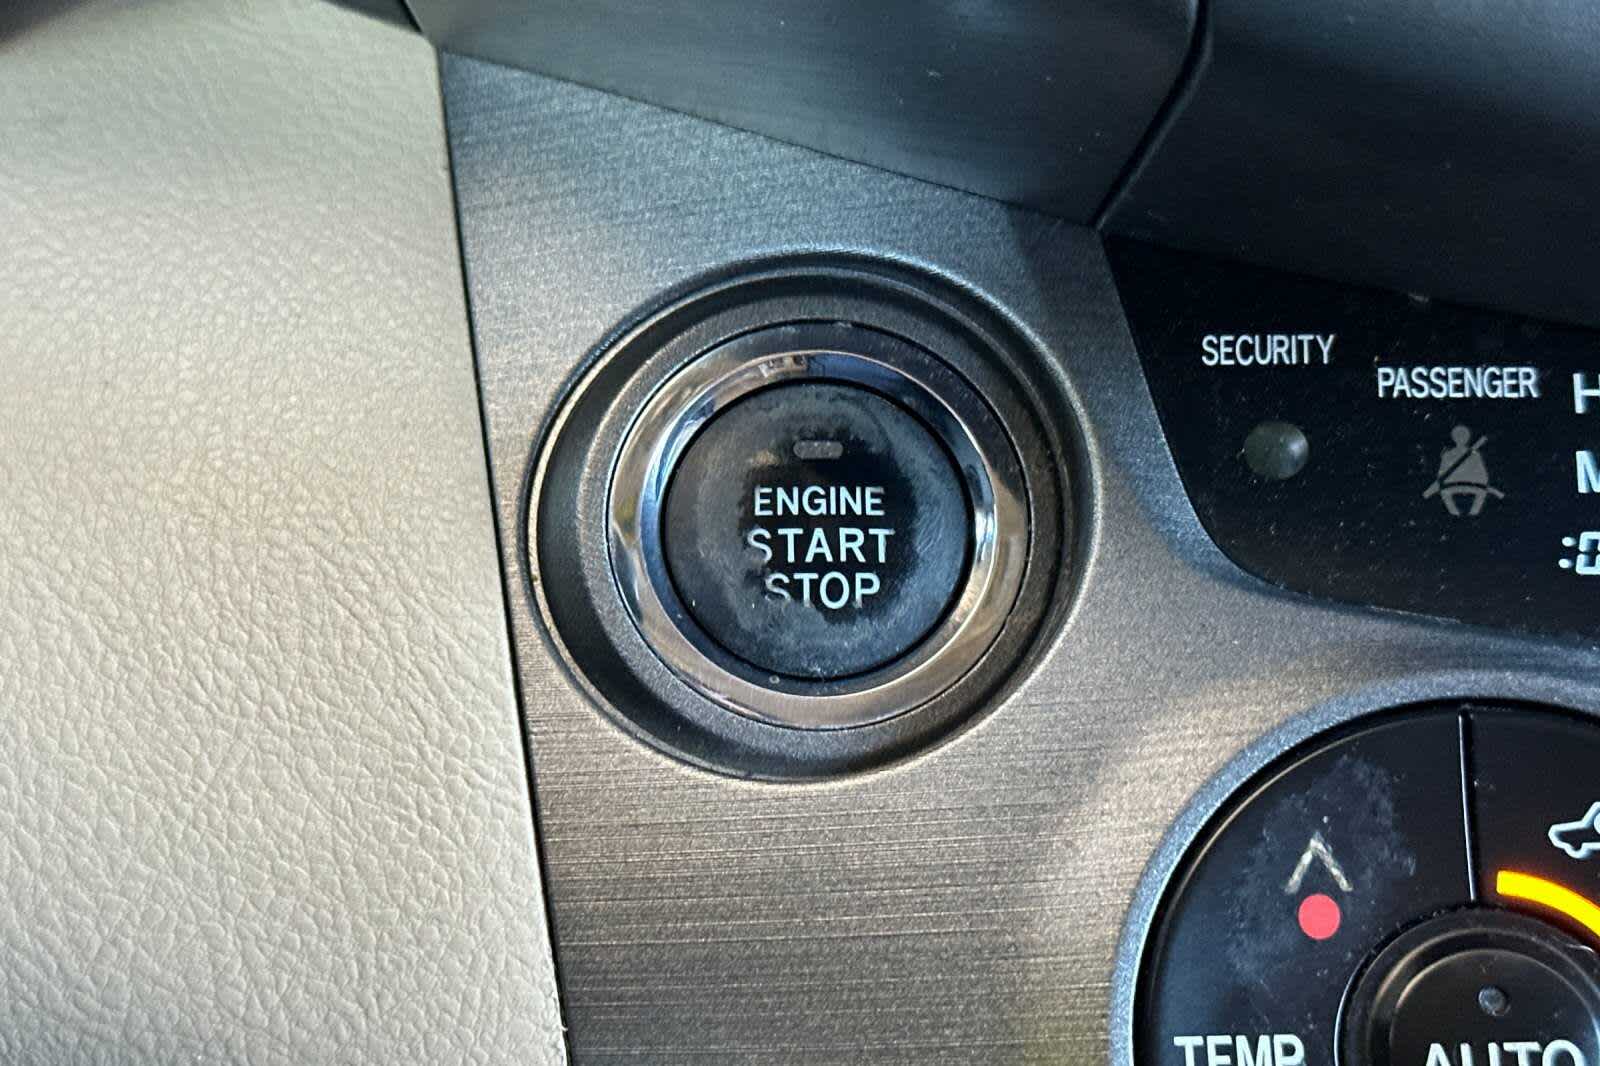 ENGINE
START
STOP
SECURITY
PASSENGER
TEMP
AUTO